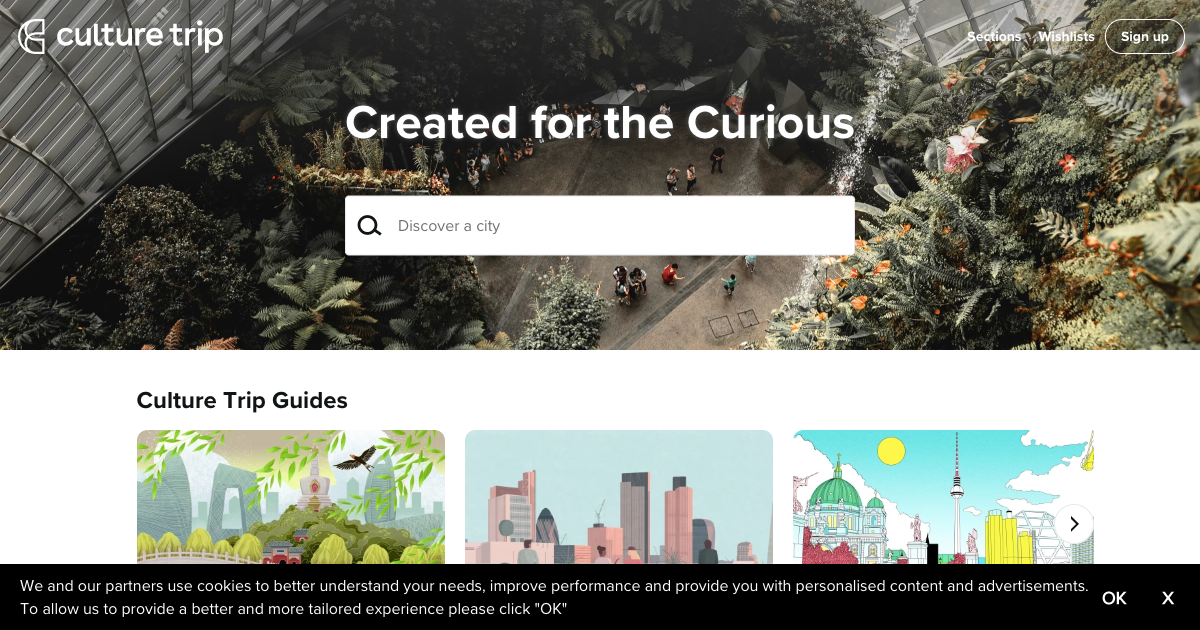 culture trip
Sections
Wishlists
Sign up
Created for the Curious
Discover a city
Culture Trip Guides
We and our partners use cookies to better understand your needs, improve performance and provide you with personalised content and advertisements.
To allow us to provide a better and more tailored experience please click "OK"
OK
X